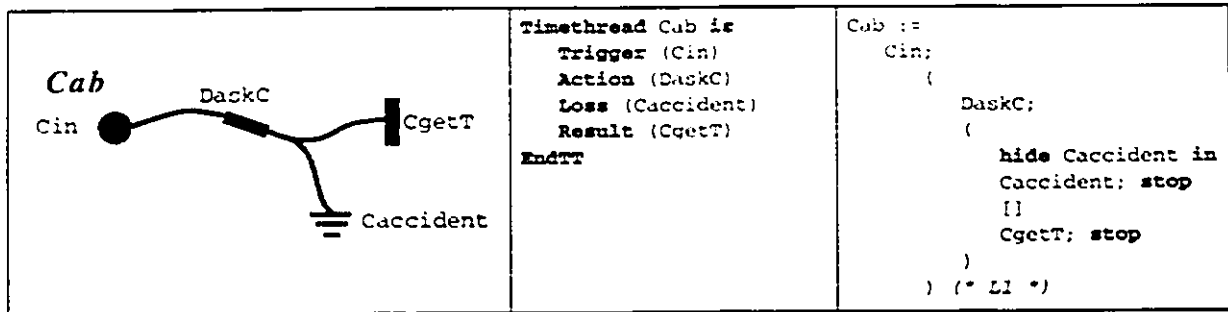 Cab
DaskC
Cin
CgetT
Caccident
Timethread Cab is
Trigger (Cin)
Action (DaskC)
Loss (Caccident)
Result (CgetT)
EndTT
Cab :=
Cin;
(
DaskC;
(
hide Caccident in
Caccident; stop
[]
CgetT; stop
)
) (* L1 *)